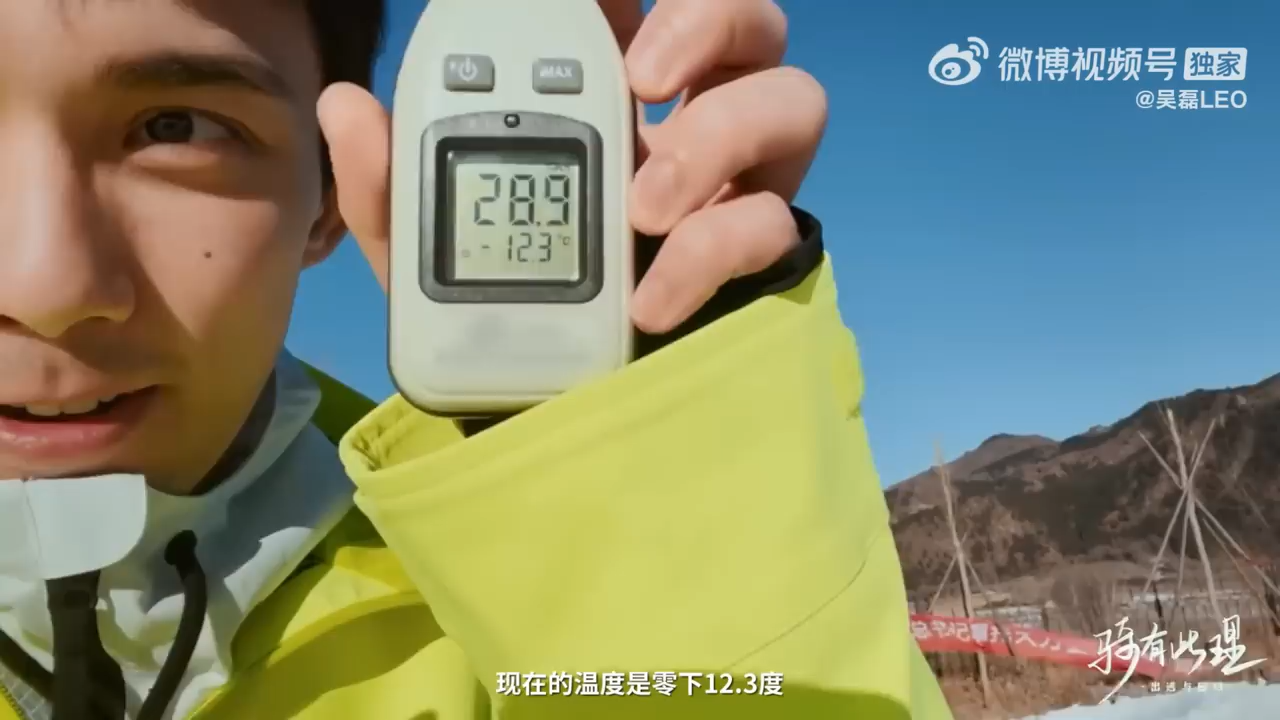 微博视频号 独家
@吴磊LEO
MAX
28.9
-12.3 °C
骑有此理
现在的温度是零下12.3度